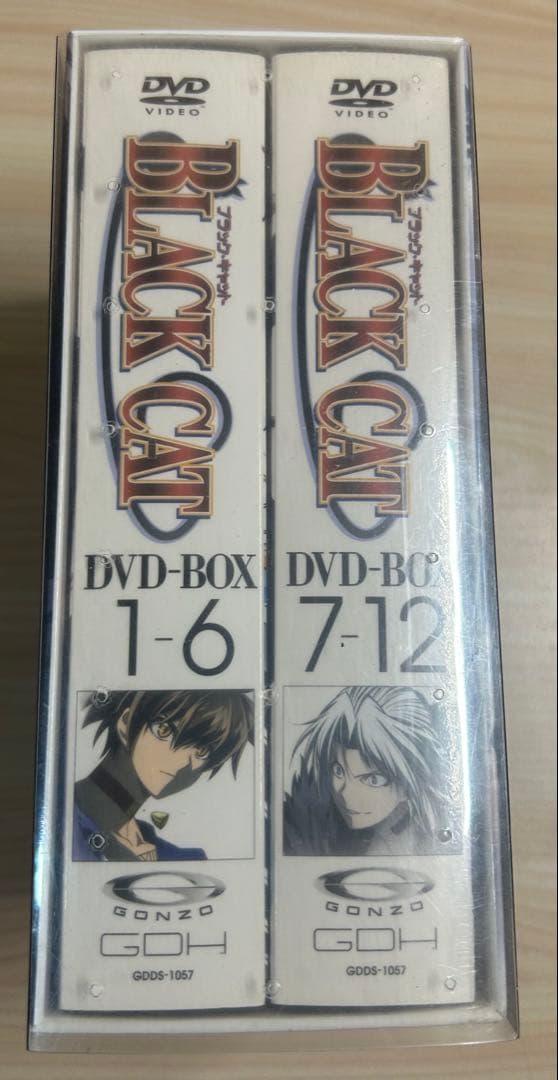 DVD
VIDEO
BLACK CAT
ブラック・キャット
DVD-BOX
1-6
GONZO
GDH
GDDS-1057
DVD
VIDEO
BLACK CAT
ブラック・キャット
DVD-BOX
7-12
GONZO
GDH
GDDS-1057